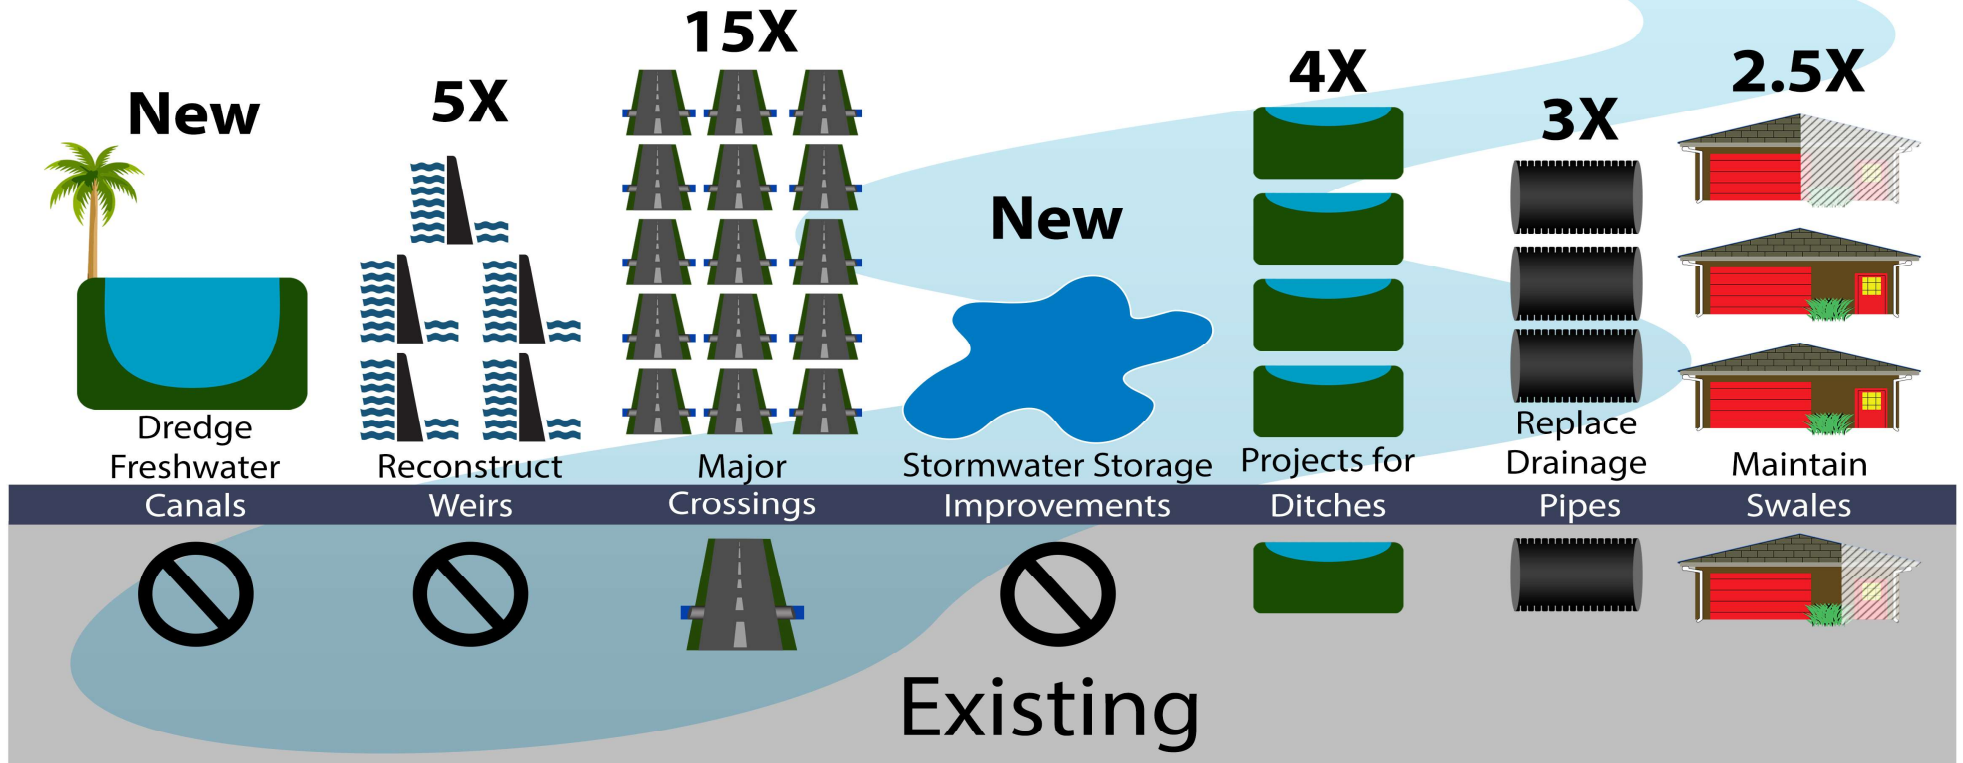 New
Dredge
Freshwater
Canals
5X
Reconstruct
Weirs
15X
Major
Crossings
New
Stormwater Storage
Improvements
4X
Projects for
Ditches
3X
Replace
Drainage
Pipes
2.5X
Maintain
Swales
Existing